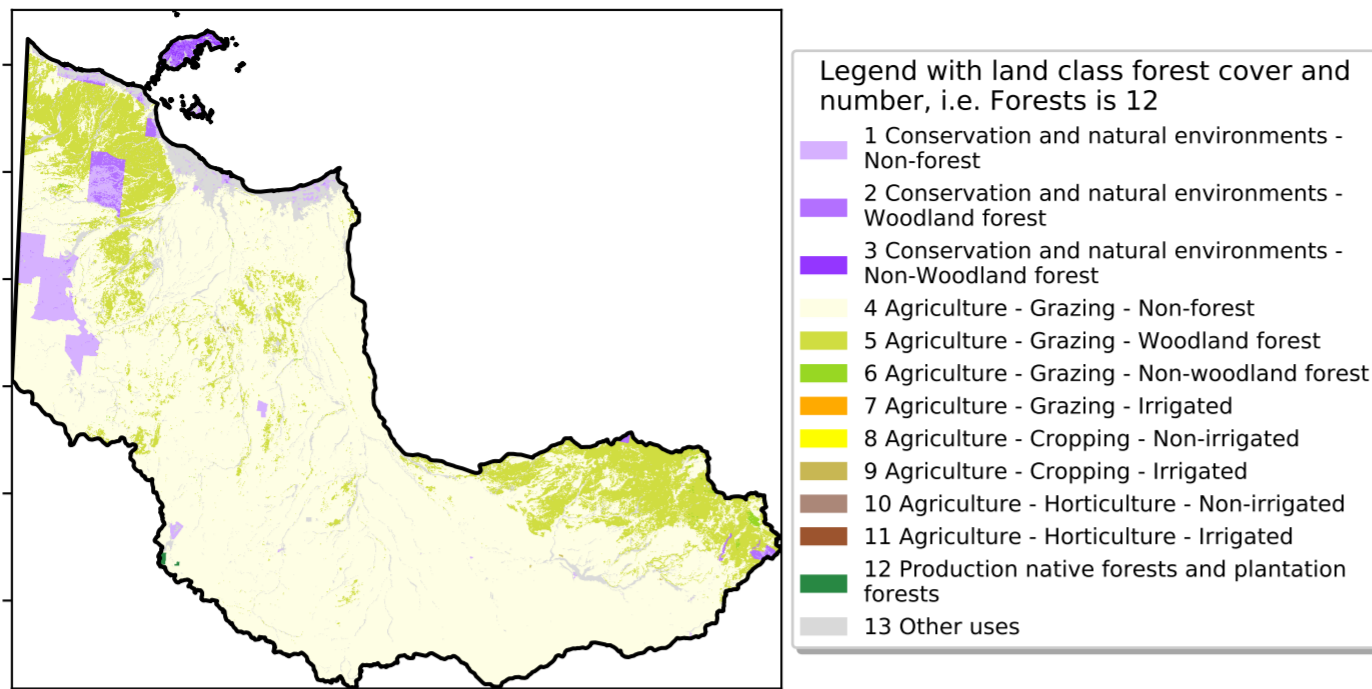 Legend with land class forest cover and
number, i.e. Forests is 12
1 Conservation and natural environments -
Non-forest
2 Conservation and natural environments -
Woodland forest
3 Conservation and natural environments -
Non-Woodland forest
4 Agriculture - Grazing - Non-forest
5 Agriculture - Grazing - Woodland forest
6 Agriculture - Grazing - Non-woodland forest
7 Agriculture - Grazing - Irrigated
8 Agriculture - Cropping - Non-irrigated
9 Agriculture - Cropping - Irrigated
10 Agriculture - Horticulture - Non-irrigated
11 Agriculture - Horticulture - Irrigated
12 Production native forests and plantation
forests
13 Other uses